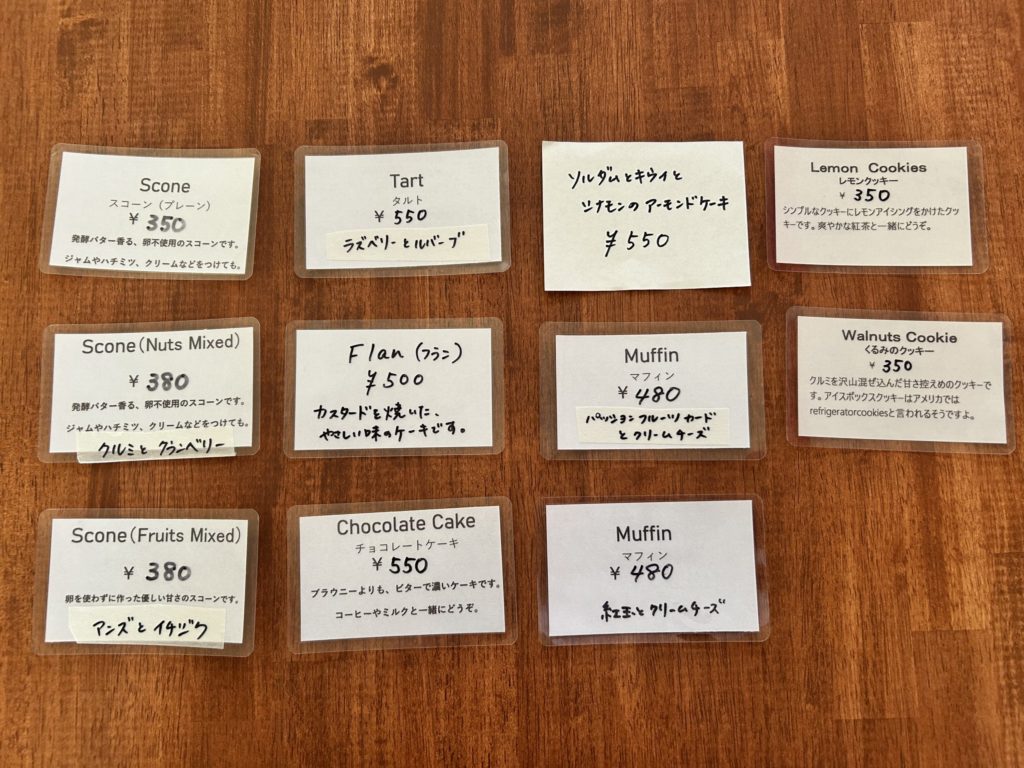 Scone
スコーン（プレーン）
¥ 350
発酵バター香る、卵不使用のスコーンです。
ジャムやハチミツ、クリームなどをつけても。
Tart
タルト
¥ 550
ラズベリーとルバーブ
ソルダムとキウイと
シナモンのアーモンドケーキ
¥550
Lemon Cookies
レモンクッキー
¥ 350
シンプルなクッキーにレモンアイシングをかけたクッ
キーです。爽やかな紅茶と一緒にどうぞ。
Scone(Nuts Mixed)
¥ 380
発酵バター香る、卵不使用のスコーンです。
ジャムやハチミツ、クリームなどをつけても。
クルミとクランベリー
Flan (フラン)
¥500
カスタードを焼いた、
やさしい味のケーキです。
Muffin
マフィン
¥ 480
パッションフルーツカード
とクリームチーズ
Walnuts Cookie
くるみのクッキー
¥ 350
クルミを沢山混ぜ込んだ甘さ控えめのクッキーで
す。アイスボックスクッキーはアメリカでは
refrigeratorcookiesと言われるそうですよ。
Scone(Fruits Mixed)
¥ 380
卵を使わずに作った優しい甘さのスコーンです。
アンズとイチジク
Chocolate Cake
チョコレートケーキ
¥ 550
ブラウニーよりも、ビターで濃いケーキです。
コーヒーやミルクと一緒にどうぞ。
Muffin
マフィン
¥ 480
紅玉とクリームチーズ